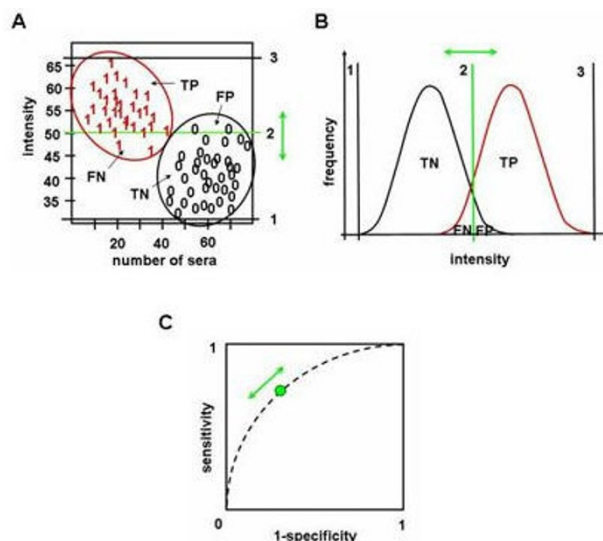 A
65
60
55
50
45
40
35
intensity
20 40 60
number of sera
TP
FP
FN
TN
3
2
1
B
1 2 3
frequency
TN TP
FN FP
intensity
C
1
sensitivity
0 1
1-specificity